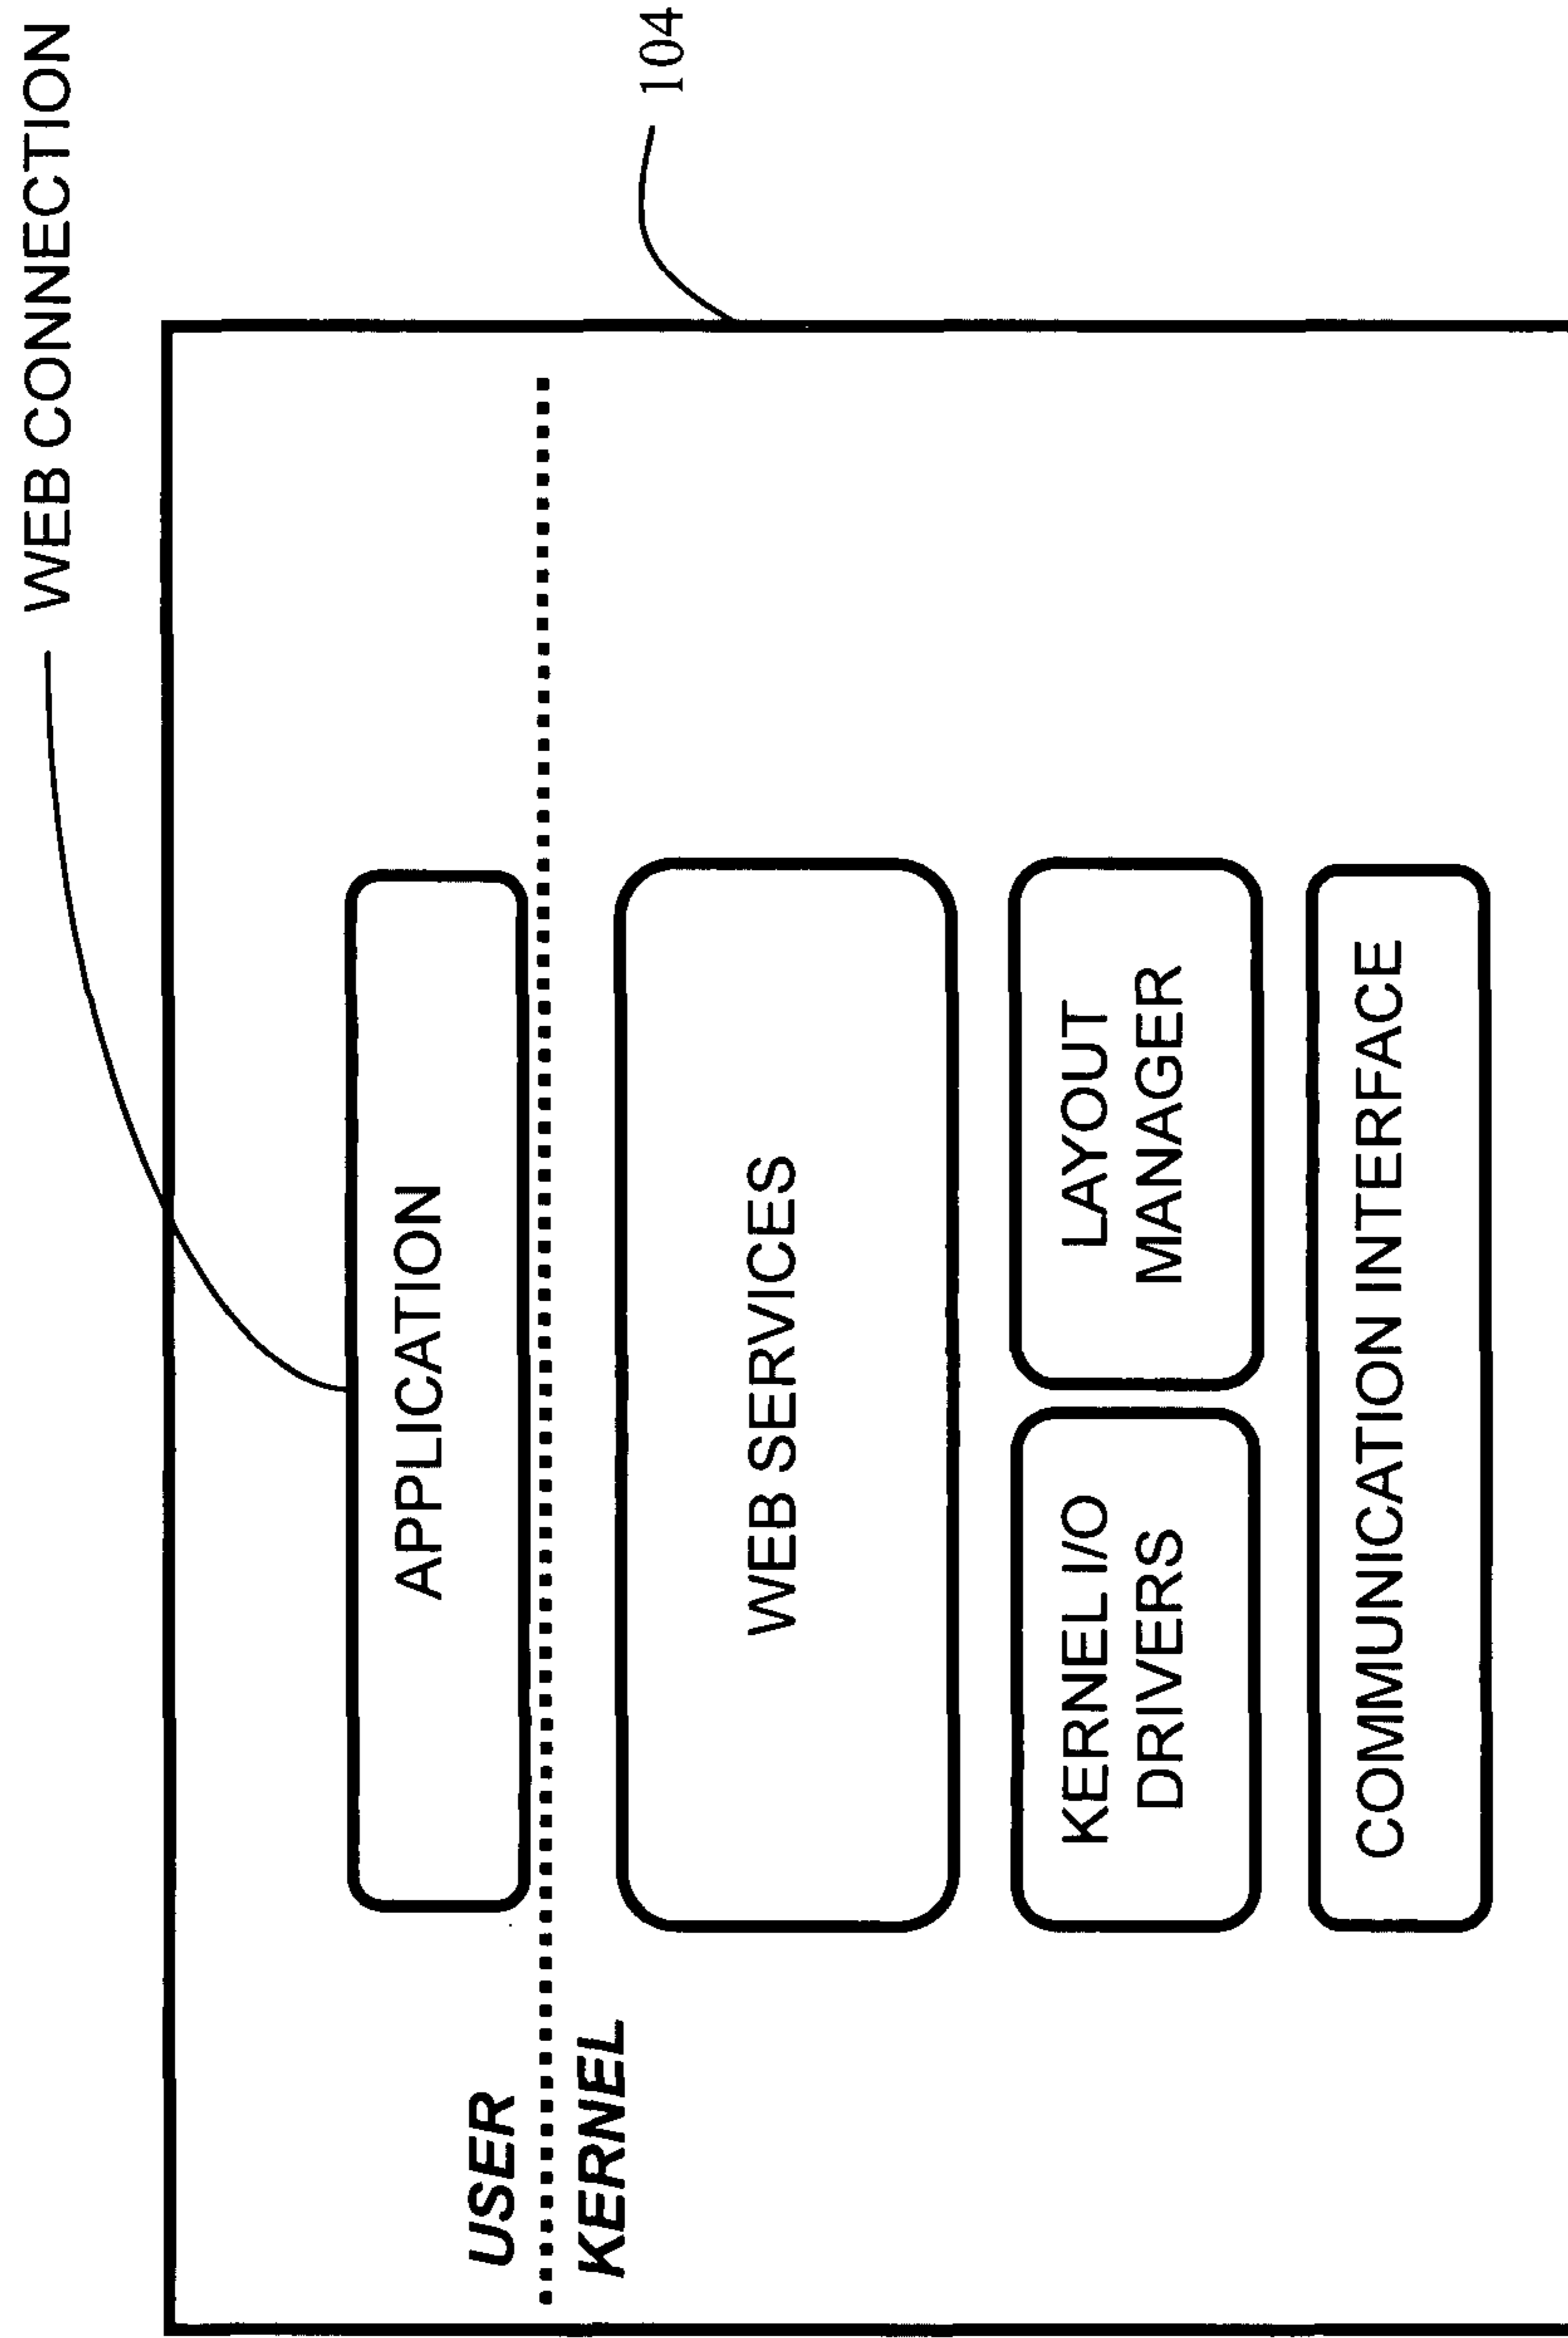 WEB CONNECTION
104
APPLICATION
USER
KERNEL
WEB SERVICES
KERNEL I/O
DRIVERS
LAYOUT
MANAGER
COMMUNICATION INTERFACE